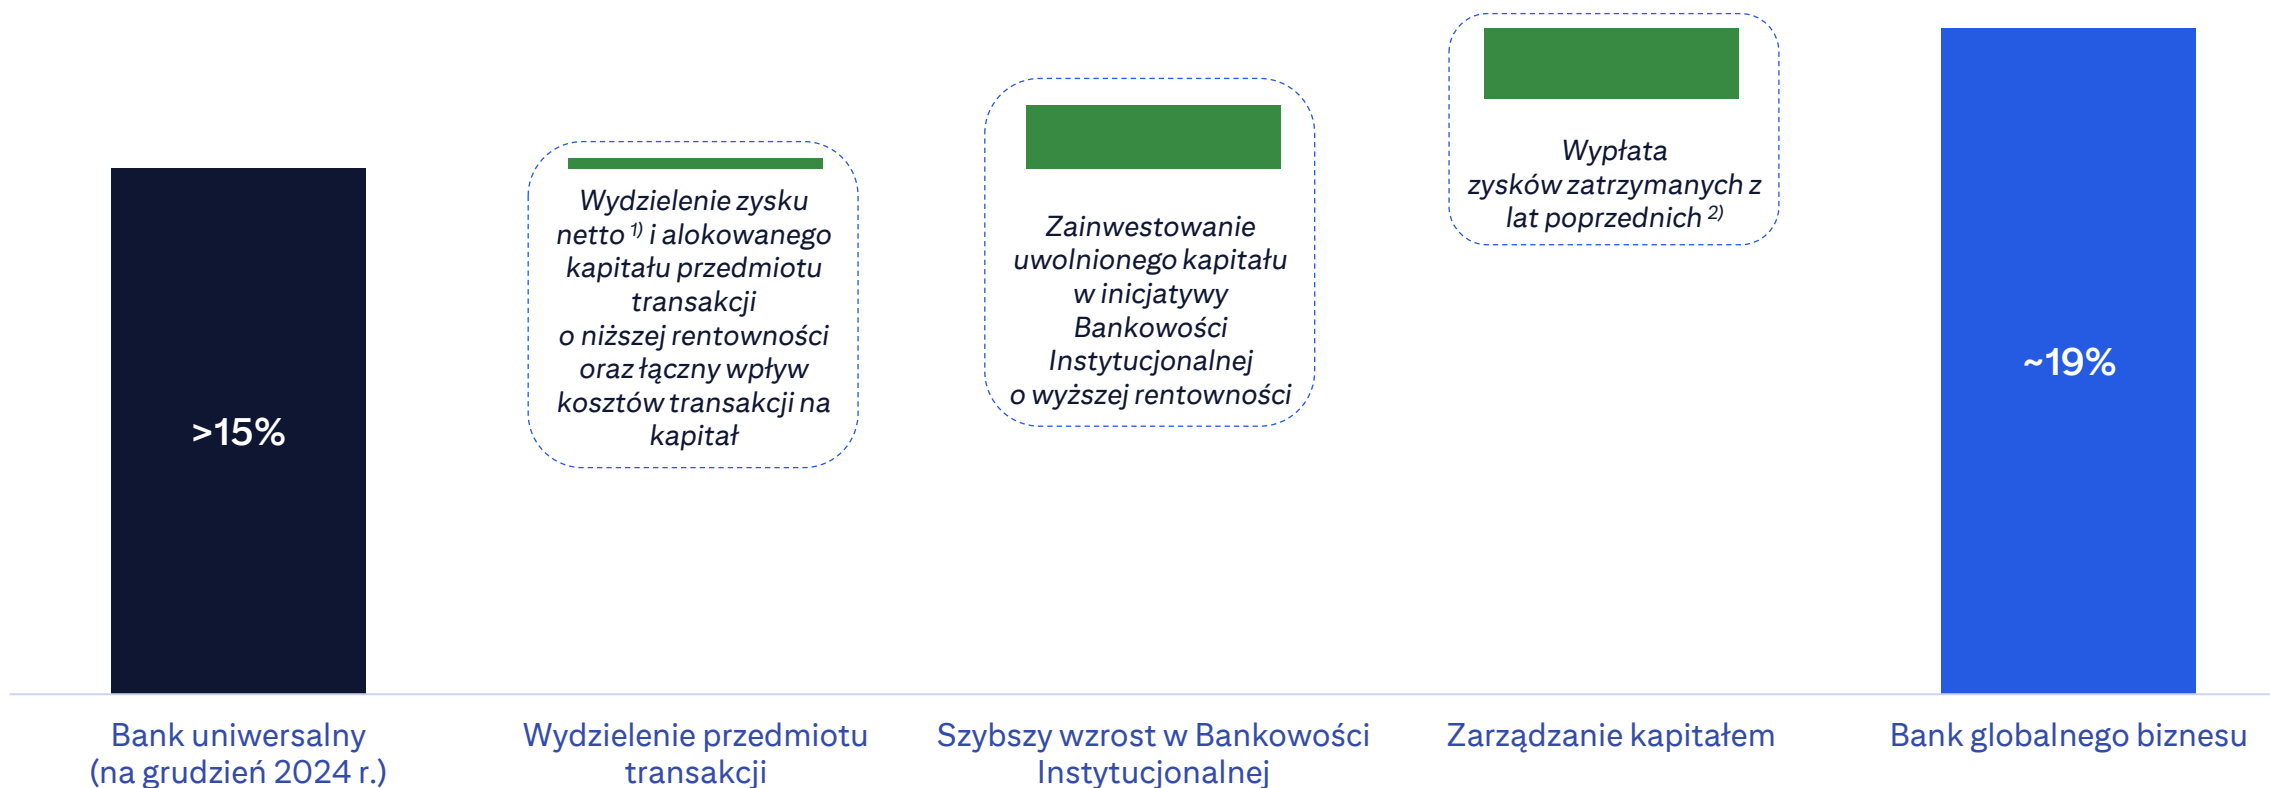 >15%
Wydzielenie zysku
netto 1) i alokowanego
kapitału przedmiotu
transakcji
o niższej rentowności
oraz łączny wpływ
kosztów transakcji na
kapitał
Zainwestowanie
uwolnionego kapitału
w inicjatywy
Bankowości
Instytucjonalnej
o wyższej rentowności
Wypłata
zysków zatrzymanych z
lat poprzednich 2)
~19%
Bank uniwersalny
(na grudzień 2024 r.)
Wydzielenie przedmiotu
transakcji
Szybszy wzrost w Bankowości
Instytucjonalnej
Zarządzanie kapitałem
Bank globalnego biznesu